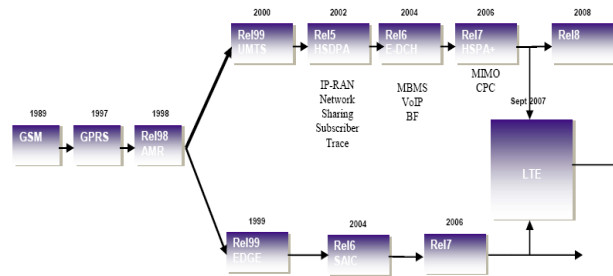 2000
2002
2004
2006
2008
Rel99
UMTS
Rel5
HSDPA
Rel6
E DCH
Rel7
HSPA+
Rel8
IP-RAN
Network
Sharing
Subscriber
Trace
MBMS
VoIP
BF
MIMO
CPC
Sept 2007
1989
1997
1998
GSM
GPRS
Rel98
AMR
LTE
1999
2004
2006
Rel99
EDGE
Rel6
SAIC
Rel7